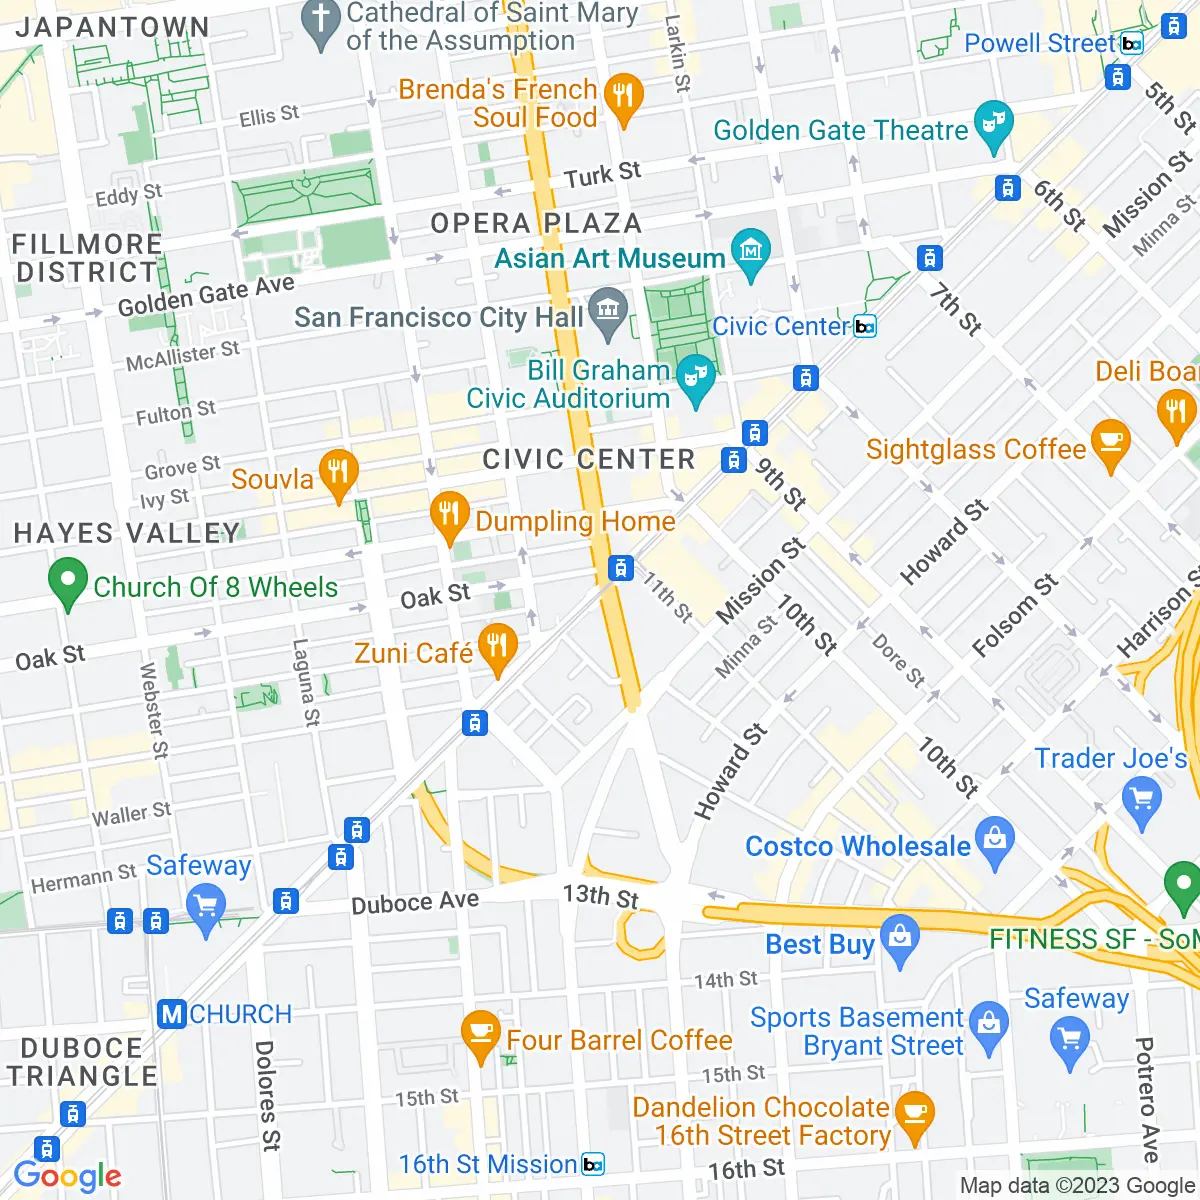 JAPANTOWN
Cathedral of Saint Mary
of the Assumption
Larkin St
Powell Street
5th St
Brenda's French
Soul Food
Ellis St
Golden Gate Theatre
Mission St
Minna St
6th St
Eddy St
Turk St
OPERA PLAZA
FILLMORE
DISTRICT
Asian Art Museum
Golden Gate Ave
7th St
San Francisco City Hall
Civic Center
McAllister St
Bill Graham
Civic Auditorium
Deli Boar
Fulton St
Sightglass Coffee
Grove St
CIVIC CENTER
Souvla
9th St
Ivy St
Howard St
HAYES VALLEY
Dumpling Home
Church Of 8 Wheels
Oak St
11th St
Mission St
10th St
Folsom St
Harrison St
Oak St
Zuni Café
Minna St
Dore St
Laguna St
Webster St
Howard St
10th St
Trader Joe's
Waller St
Costco Wholesale
Safeway
Hermann St
Duboce Ave
13th St
Best Buy
FITNESS SF - SoM
14th St
Safeway
M CHURCH
Sports Basement
Bryant Street
Four Barrel Coffee
DUBOCE
TRIANGLE
Dolores St
Potrero Ave
15th St
15th St
Dandelion Chocolate
16th Street Factory
16th St Mission
16th St
Google
Map data ©2023 Google